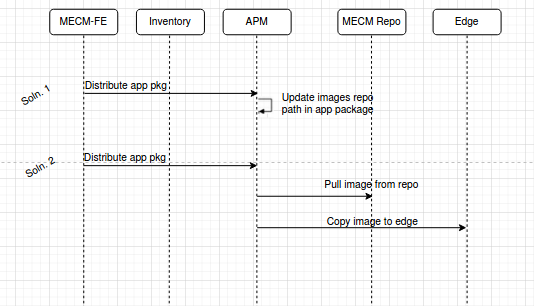 MECM-FE
Inventory
APM
MECM Repo
Edge
Soln. 1
Distribute app pkg
Update images repo
path in app package
Soln. 2
Distribute app pkg
Pull image from repo
Copy image to edge